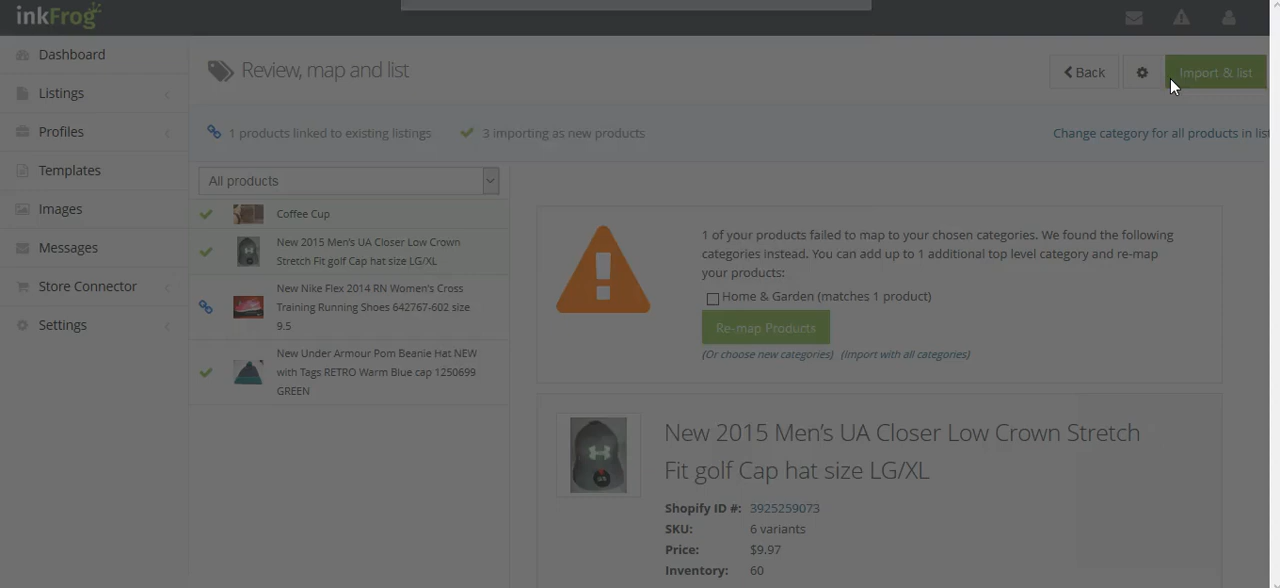 inkFrog
Dashboard
Listings
Profiles
Templates
Images
Messages
Store Connector
Settings
Review, map and list
Back
Import & list
1 products linked to existing listings
3 importing as new products
Change category for all products in list
All products
Coffee Cup
New 2015 Men's UA Closer Low Crown
Stretch Fit golf Cap hat size LG/XL
New Nike Flex 2014 RN Women's Cross
Training Running Shoes 642767-602 size
9.5
New Under Armour Pom Beanie Hat NEW
with Tags RETRO Warm Blue cap 1250699
GREEN
1 of your products failed to map to your chosen categories. We found the following
categories instead. You can add up to 1 additional top level category and re-map
your products:
Home & Garden (matches 1 product)
Re-map Products
(Or choose new categories) (Import with all categories)
New 2015 Men's UA Closer Low Crown Stretch
Fit golf Cap hat size LG/XL
Shopify ID #: 3925259073
SKU: 6 variants
Price: $9.97
Inventory: 60